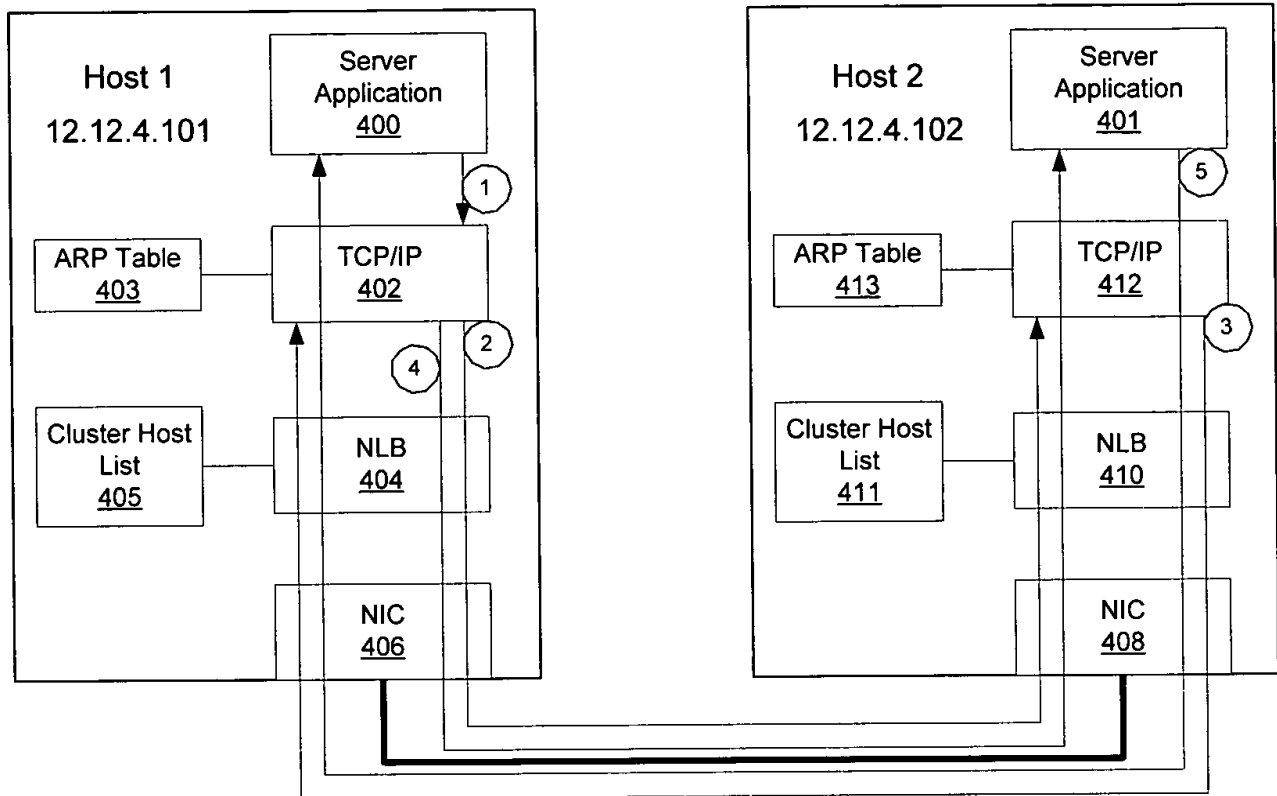 Host 1
12.12.4.101
Server
Application
400
1
ARP Table
403
TCP/IP
402
2
4
Cluster Host
List
405
NLB
404
NIC
406
Host 2
12.12.4.102
Server
Application
401
5
ARP Table
413
TCP/IP
412
3
Cluster Host
List
411
NLB
410
NIC
408